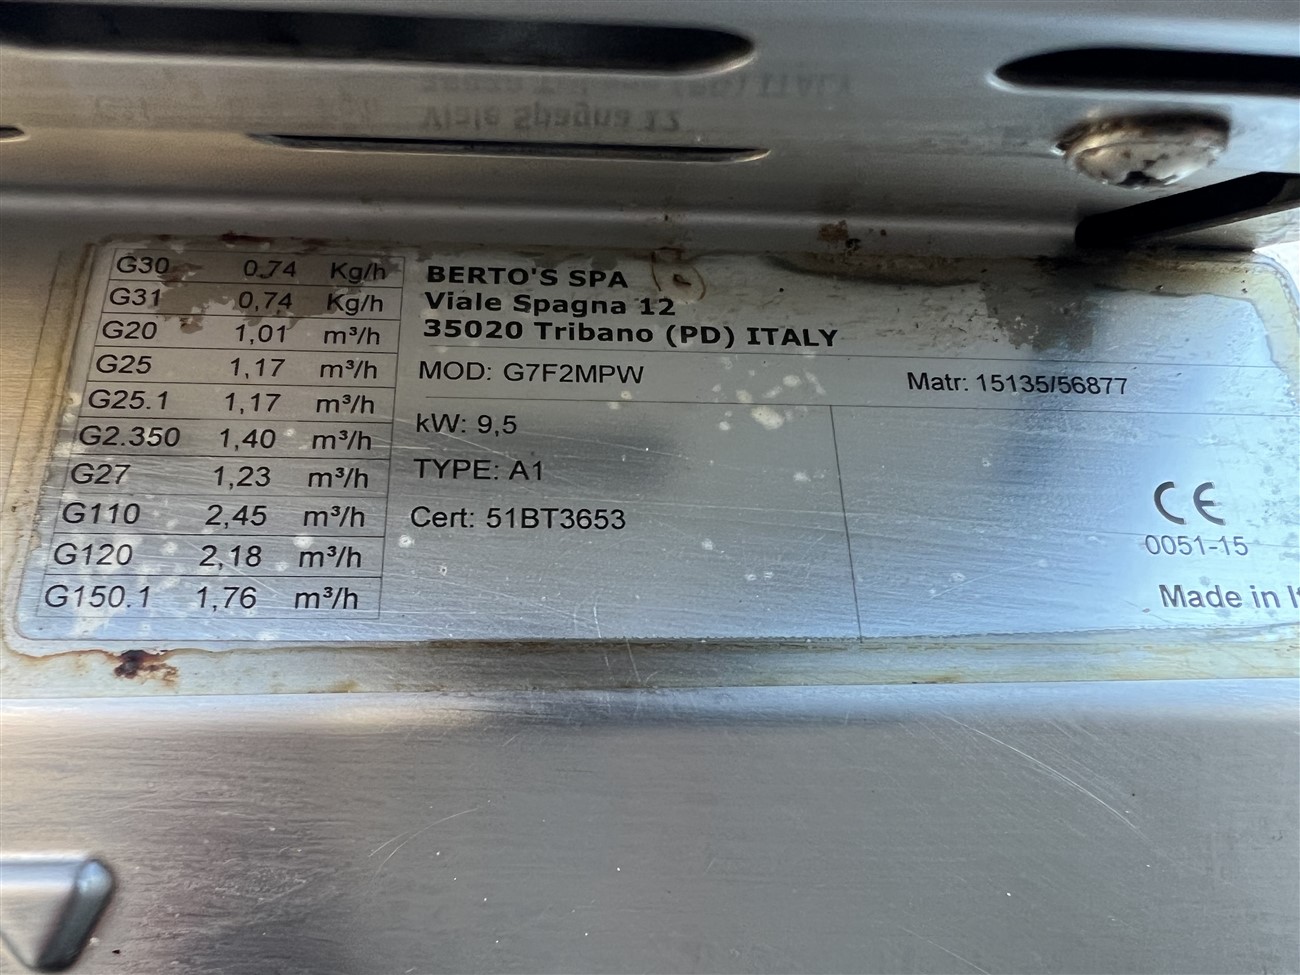 G30 0.74 Kg/h
G31 0,74 Kg/h
G20 1,01 m³/h
G25 1,17 m³/h
G25.1 1,17 m³/h
G2.350 1,40 m³/h
G27 1,23 m³/h
G110 2,45 m³/h
G120 2,18 m³/h
G150.1 1,76 m³/h
BERTO'S SPA
Viale Spagna 12
35020 Tribano (PD) ITALY
MOD: G7F2MPW
Matr: 15135/56877
kW: 9,5
TYPE: A1
Cert: 51BT3653
CE
0051-15
Made in